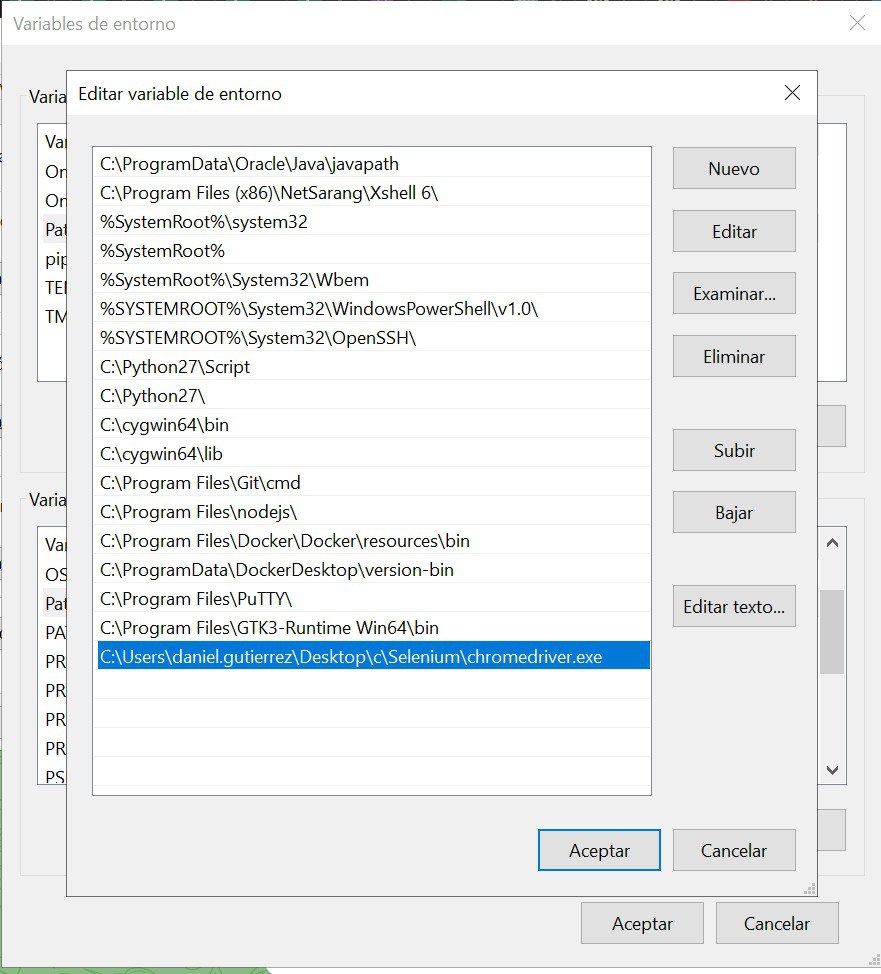 Variables de entorno
Editar variable de entorno
Varia
Var
On
On
Pat
pip
TEM
TM
C:\ProgramData\Oracle\Java\javapath
C:\Program Files (x86)\NetSarang\Xshell 6\
%SystemRoot%\system32
%SystemRoot%
%SystemRoot%\System32\Wbem
%SYSTEMROOT%\System32\WindowsPowerShell\v1.0\
%SYSTEMROOT%\System32\OpenSSH\
C:\Python27\Script
C:\Python27\
C:\cygwin64\bin
C:\cygwin64\lib
C:\Program Files\Git\cmd
C:\Program Files\nodejs\
C:\Program Files\Docker\Docker\resources\bin
C:\ProgramData\DockerDesktop\version-bin
C:\Program Files\PuTTY\
C:\Program Files\GTK3-Runtime Win64\bin
C:\Users\daniel.gutierrez\Desktop\c\Selenium\chromedriver.exe
Nuevo
Editar
Examinar...
Eliminar
Subir
Bajar
Editar texto...
Varia
Var
OS
Pat
PA
PR
PR
PR
PR
PS
Aceptar
Cancelar
Aceptar
Cancelar